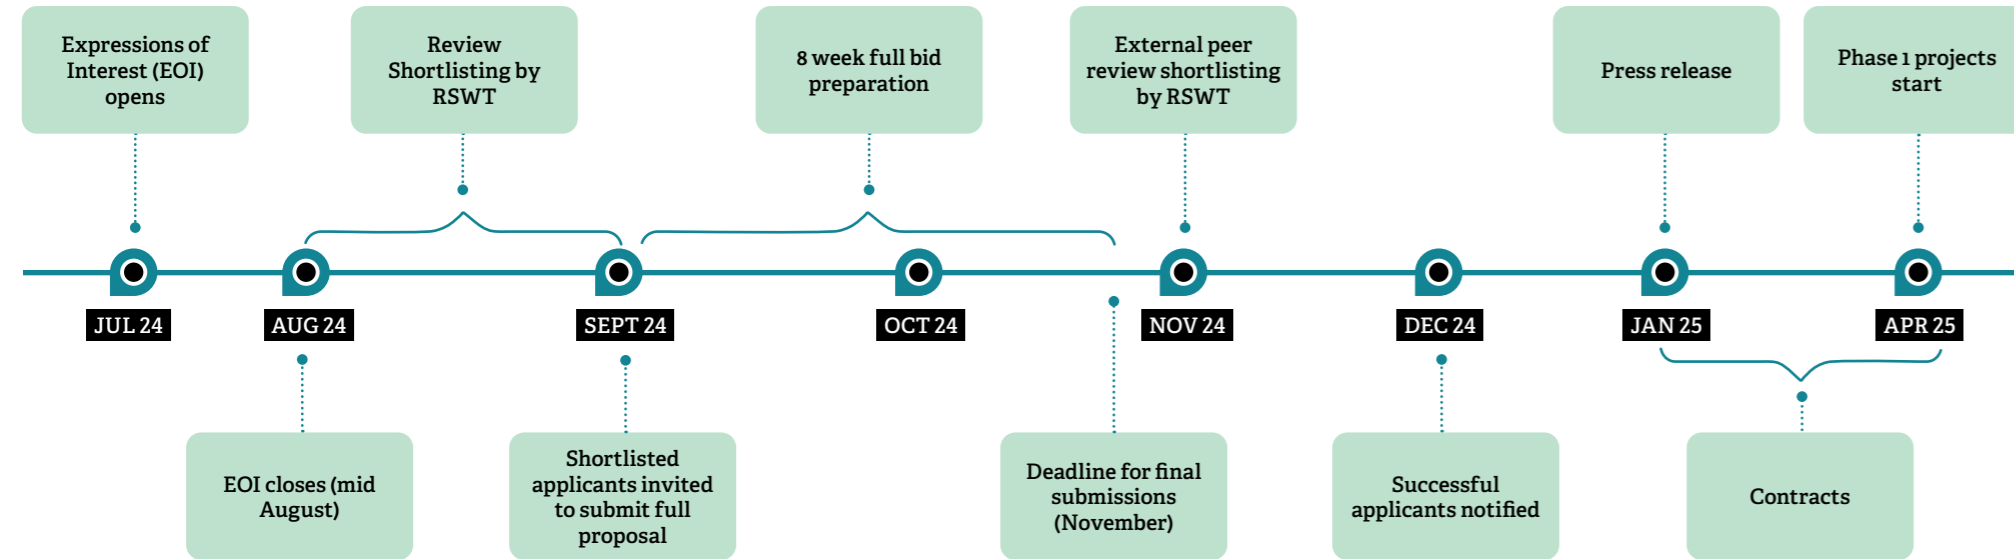 Expressions of
Interest (EOI)
opens
Review
Shortlisting by
RSWT
8 week full bid
preparation
External peer
review shortlisting
by RSWT
Press release
Phase 1 projects
start
JUL 24
AUG 24
SEPT 24
OCT 24
NOV 24
DEC 24
JAN 25
APR 25
EOI closes (mid
August)
Shortlisted
applicants invited
to submit full
proposal
Deadline for final
submissions
(November)
Successful
applicants notified
Contracts